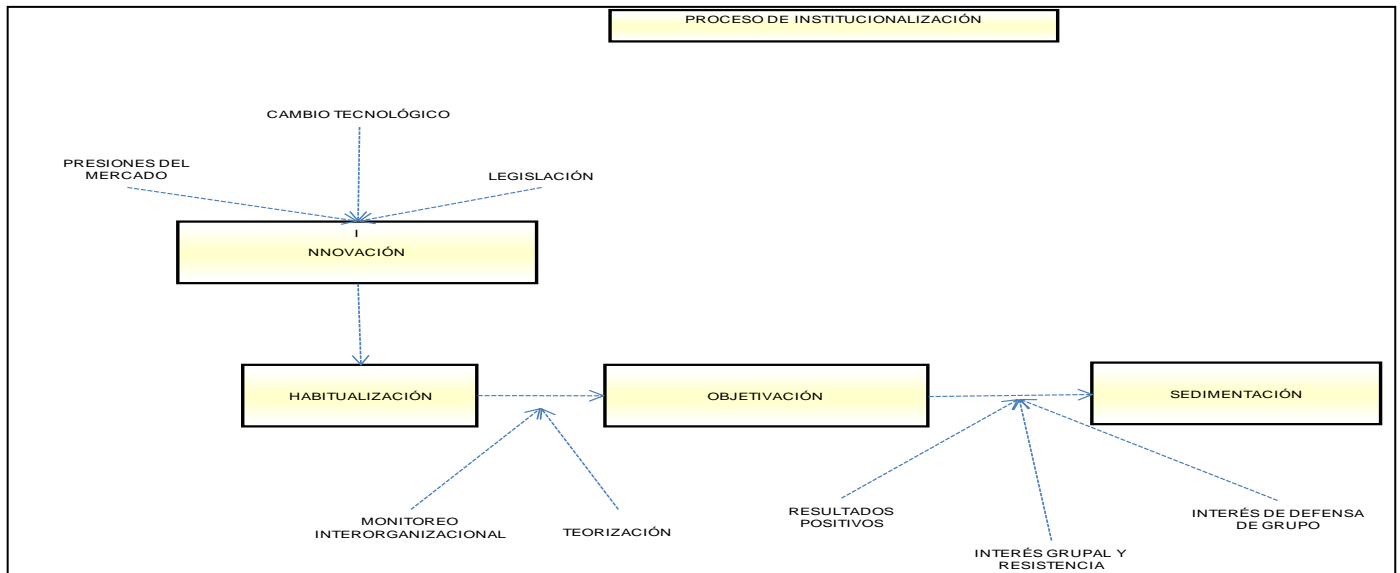 PROCESO DE INSTITUCIONALIZACIÓN
CAMBIO TECNOLÓGICO
PRESIONES DEL
MERCADO
LEGISLACIÓN
I
NNOVACIÓN
HABITUALIZACIÓN
OBJETIVACIÓN
SEDIMENTACIÓN
MONITOREO
INTERORGANIZACIONAL
TEORIZACIÓN
RESULTADOS
POSITIVOS
INTERÉS GRUPAL Y
RESISTENCIA
INTERÉS DE DEFENSA
DE GRUPO